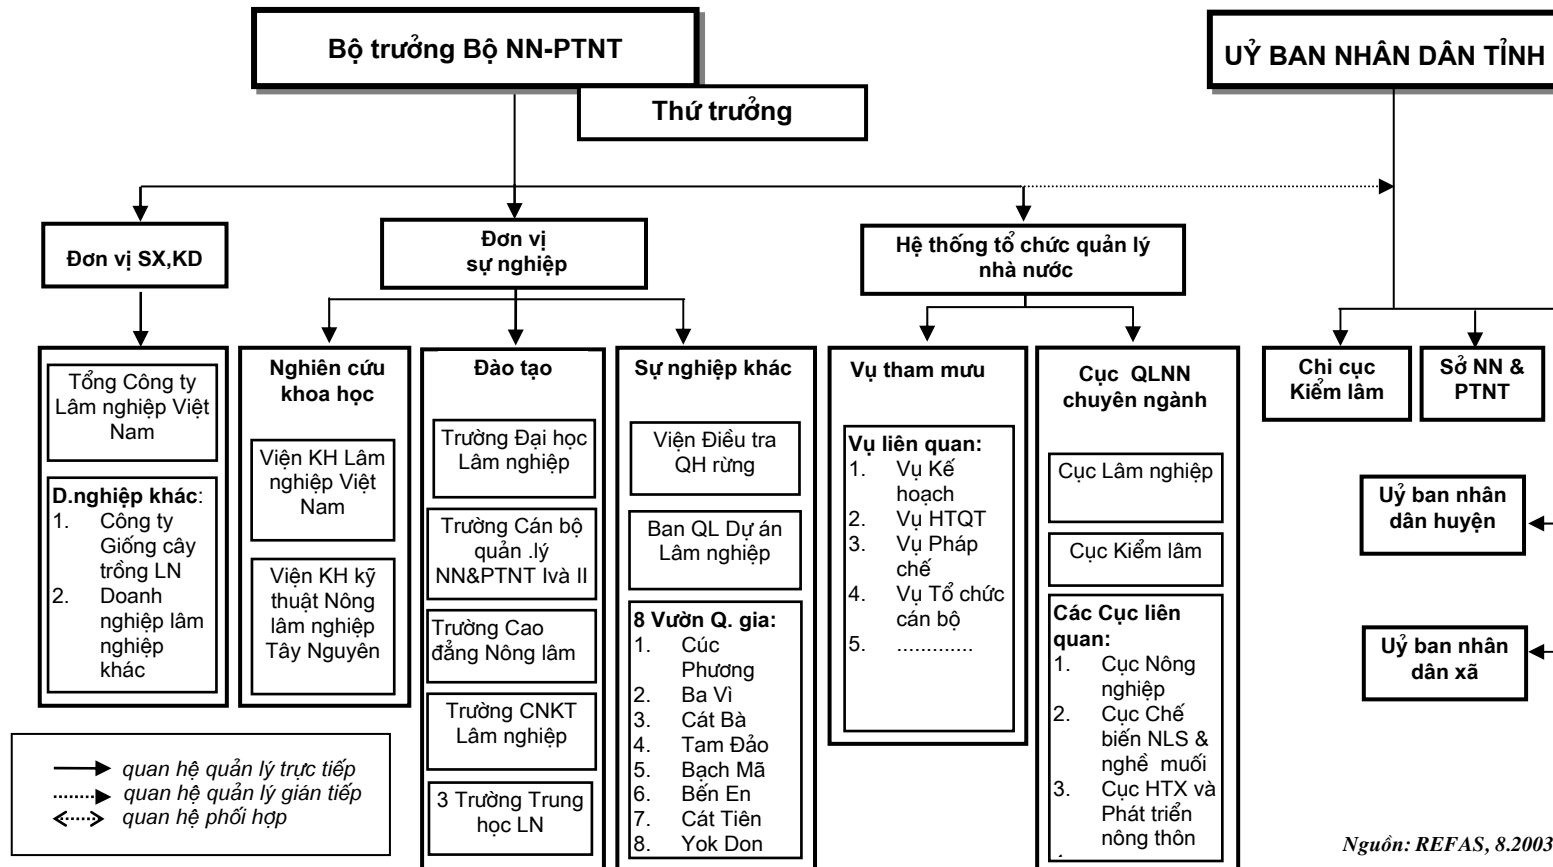 Bộ trưởng Bộ NN-PTNT
Thứ trưởng
UỶ BAN NHÂN DÂN TỈNH
Đơn vị SX,KD
Đơn vị
sự nghiệp
Hệ thống tổ chức quản lý
nhà nước
Tổng Công ty
Lâm nghiệp Việt
Nam
D.nghiệp khác:
1. Công ty
Giống cây
trồng LN
2. Doanh
nghiệp lâm
nghiệp
khác
Nghiên cứu
khoa học
Viện KH Lâm
nghiệp Việt
Nam
Viện KH kỹ
thuật Nông
lâm nghiệp
Tây Nguyên
Đào tạo
Trường Đại học
Lâm nghiệp
Trường Cán bộ
quản .lý
NN&PTNT Ivà II
Trường Cao
đẳng Nông lâm
Trường CNKT
Lâm nghiệp
3 Trường Trung
học LN
Sự nghiệp khác
Viện Điều tra
QH rừng
Ban QL Dự án
Lâm nghiệp
8 Vườn Q. gia:
1. Cúc
Phương
2. Ba Vì
3. Cát Bà
4. Tam Đảo
5. Bạch Mã
6. Bến En
7. Cát Tiên
8. Yok Don
Vụ tham mưu
Vụ liên quan:
1. Vụ Kế
hoạch
2. Vụ HTQT
3. Vụ Pháp
chế
4. Vụ Tổ chức
cán bộ
5. .............
Cục QLNN
chuyên ngành
Cục Lâm nghiệp
Cục Kiểm lâm
Các Cục liên
quan:
1. Cục Nông
nghiệp
2. Cục Chế
biến NLS &
nghề muối
3. Cục HTX và
Phát triển
nông thôn
Chi cục
Kiểm lâm
Sở NN &
PTNT
Uỷ ban nhân
dân huyện
Uỷ ban nhân
dân xã
quan hệ quản lý trực tiếp
quan hệ quản lý gián tiếp
quan hệ phối hợp
Nguồn: REFAS, 8.2003